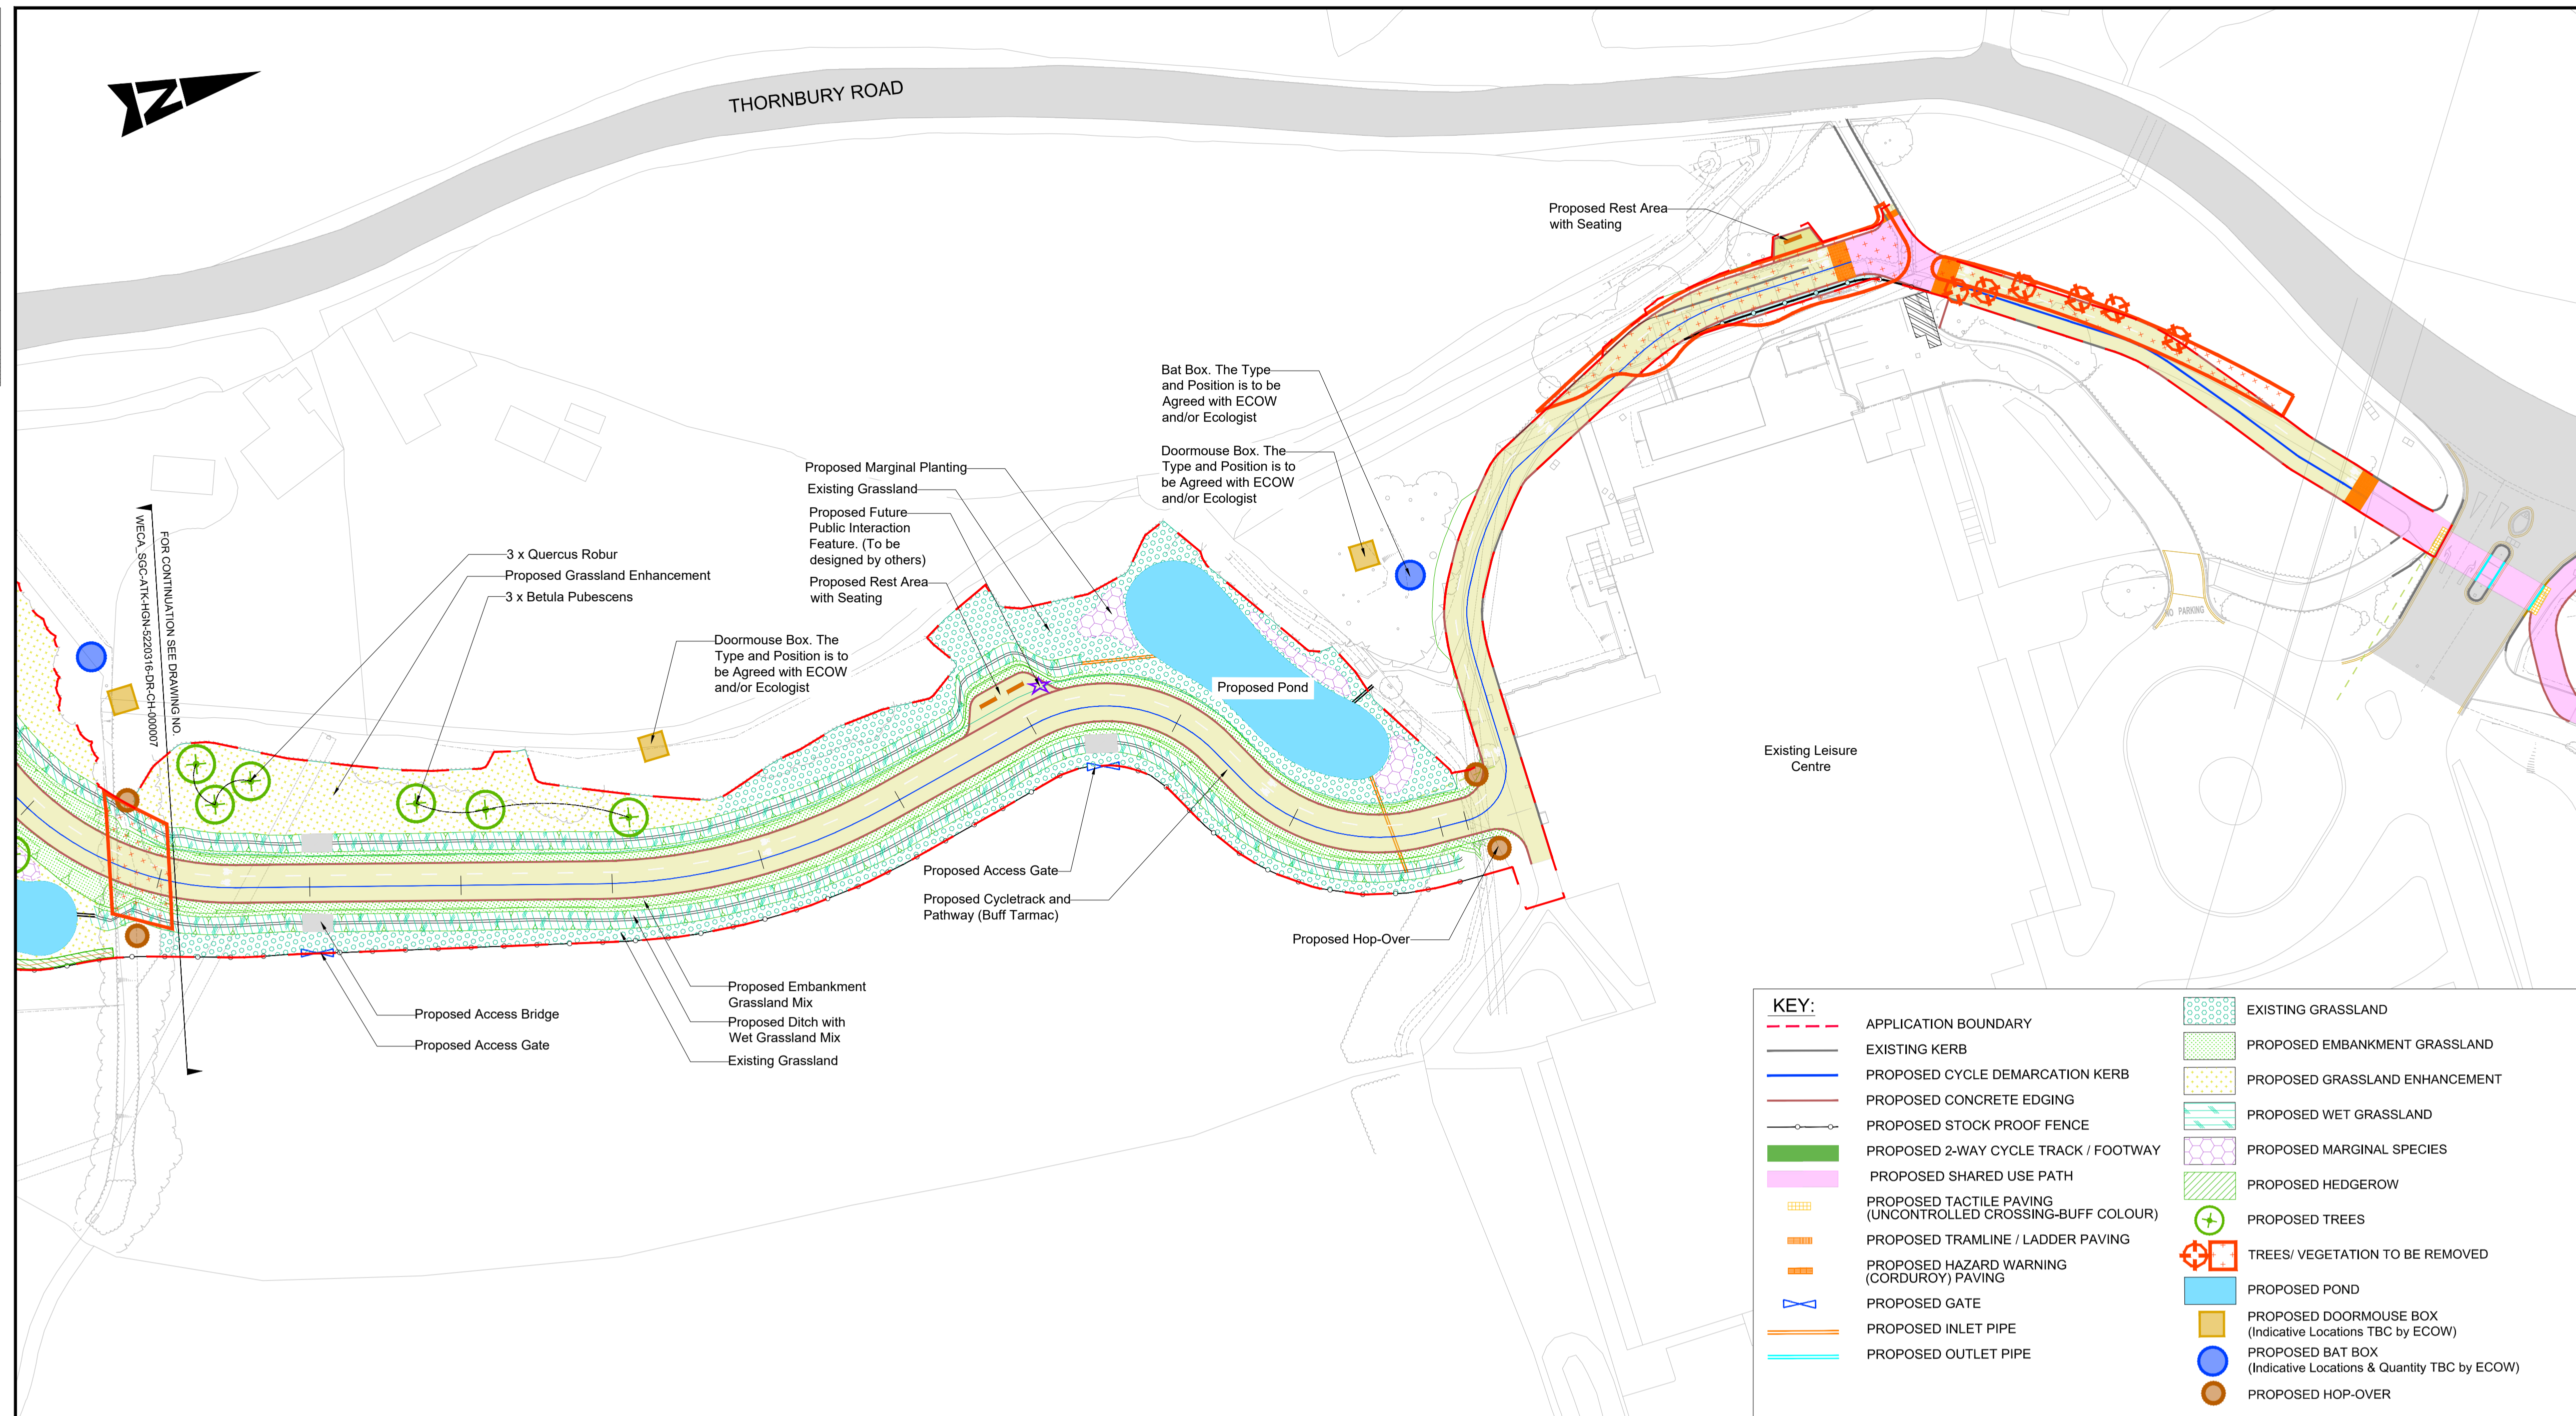 THORNBURY ROAD
Proposed Rest Area
with Seating
Bat Box. The Type
and Position is to be
Agreed with ECOW
and/or Ecologist
Doormouse Box. The
Type and Position is to
be Agreed with ECOW
and/or Ecologist
Proposed Marginal Planting
Existing Grassland
Proposed Future
Public Interaction
Feature. (To be
designed by others)
Proposed Rest Area
with Seating
FOR CONTINUATION SEE DRAWING NO.
WECA_SGC-ATK-HGN-5220316-DR-CH-000007
3 x Quercus Robur
Proposed Grassland Enhancement
3 x Betula Pubescens
Doormouse Box. The
Type and Position is to
be Agreed with ECOW
and/or Ecologist
Proposed Pond
NO PARKING
Existing Leisure
Centre
Proposed Access Gate
Proposed Cycletrack and
Pathway (Buff Tarmac)
Proposed Hop-Over
Proposed Embankment
Grassland Mix
Proposed Ditch with
Wet Grassland Mix
Existing Grassland
Proposed Access Bridge
Proposed Access Gate
KEY:
APPLICATION BOUNDARY
EXISTING KERB
PROPOSED CYCLE DEMARCATION KERB
PROPOSED CONCRETE EDGING
PROPOSED STOCK PROOF FENCE
PROPOSED 2-WAY CYCLE TRACK / FOOTWAY
PROPOSED SHARED USE PATH
PROPOSED TACTILE PAVING
(UNCONTROLLED CROSSING-BUFF COLOUR)
PROPOSED TRAMLINE / LADDER PAVING
PROPOSED HAZARD WARNING
(CORDUROY) PAVING
PROPOSED GATE
PROPOSED INLET PIPE
PROPOSED OUTLET PIPE
EXISTING GRASSLAND
PROPOSED EMBANKMENT GRASSLAND
PROPOSED GRASSLAND ENHANCEMENT
PROPOSED WET GRASSLAND
PROPOSED MARGINAL SPECIES
PROPOSED HEDGEROW
PROPOSED TREES
TREES/ VEGETATION TO BE REMOVED
PROPOSED POND
PROPOSED DOORMOUSE BOX
(Indicative Locations TBC by ECOW)
PROPOSED BAT BOX
(Indicative Locations & Quantity TBC by ECOW)
PROPOSED HOP-OVER